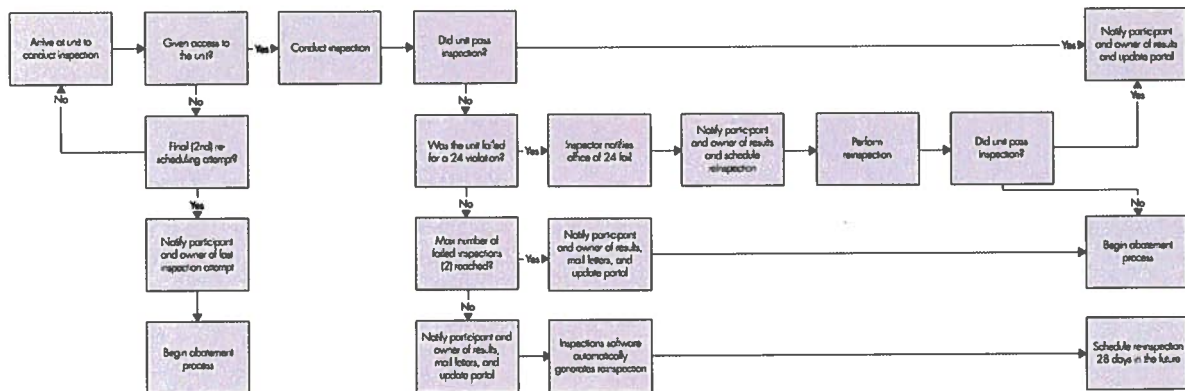 Arrive at unit to
conduct inspection
Given access to
the unit?
Yes
Conduct inspection
Did unit pass
inspection?
Yes
Notify participant
and owner of results
and update portal
No
No
No
Yes
Final (2nd) re-
scheduling attempt?
Was the unit failed
for a 24 violation?
Yes
Inspector notifies
office of 24 fail
Notify participant
and owner of results
and schedule
reinspection
Perform
reinspection
Did unit pass
inspection?
Yes
No
No
Notify participant
and owner of last
inspection attempt
Max number of
failed inspections
(2) reached?
Yes
Notify participant
and owner of results,
mail letters, and
update portal
Begin abatement
process
No
Begin abatement
process
Notify participant and
owner of results,
mail letters, and
update portal
Inspections software
automatically
generates reinspection
Schedule re-inspection
28 days in the future